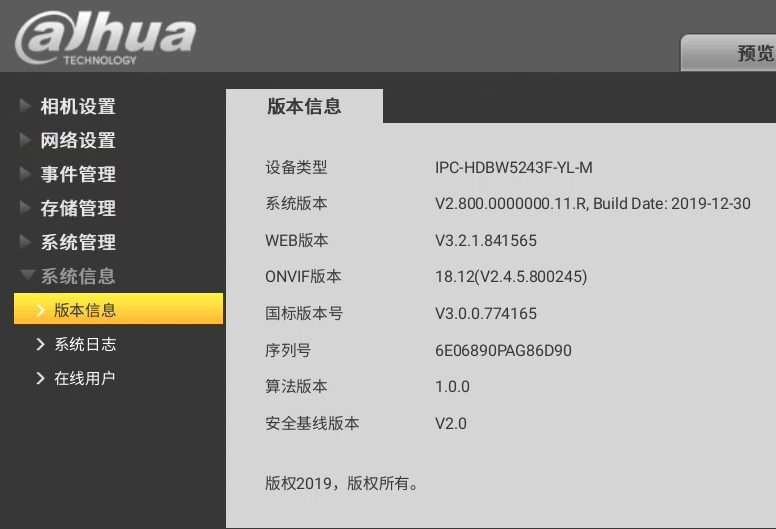 alhua
TECHNOLOGY
预览
相机设置
网络设置
事件管理
存储管理
系统管理
系统信息
版本信息
系统日志
在线用户
版本信息
设备类型 IPC-HDBW5243F-YL-M
系统版本 V2.800.0000000.11.R, Build Date: 2019-12-30
WEB版本 V3.2.1.841565
ONVIF版本 18.12(V2.4.5.800245)
国标版本号 V3.0.0.774165
序列号 6E06890PAG86D90
算法版本 1.0.0
安全基线版本 V2.0
版权2019，版权所有。